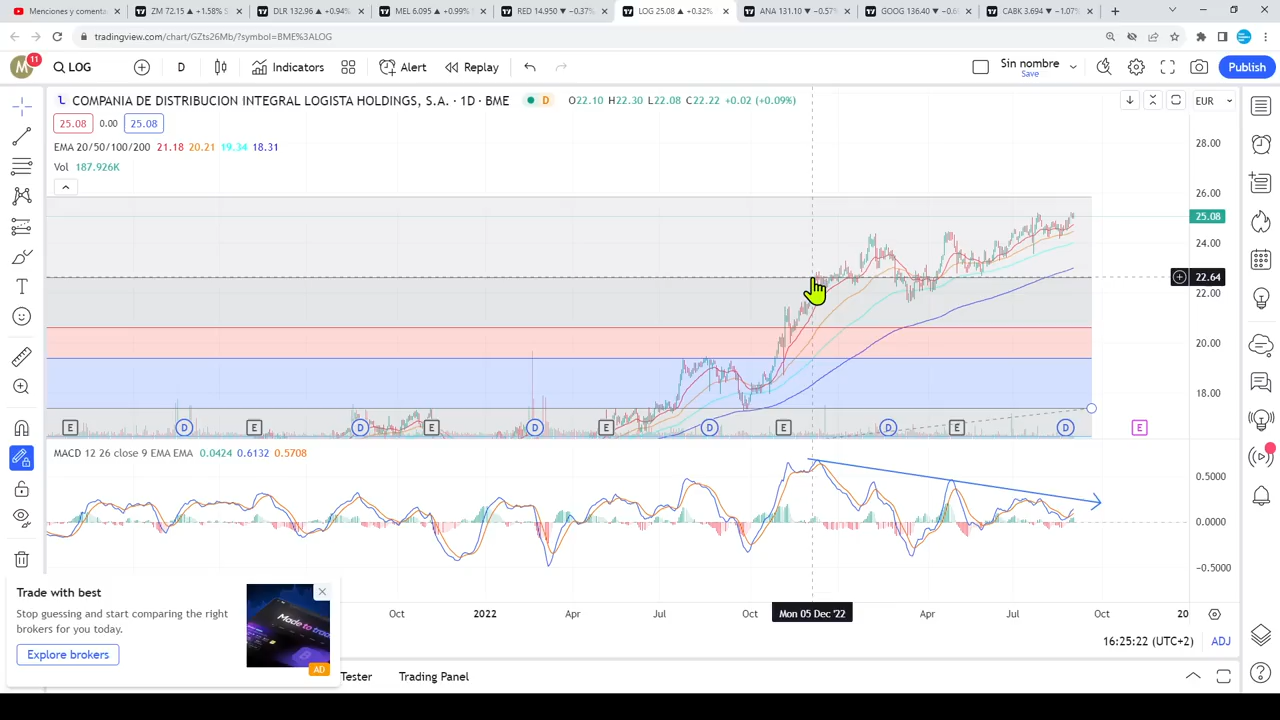 Menciones y comenta
ZM 72.15 ▲ +1.58% S
DLR 132.96 ▲ +0.94%
MEL 6.095 ▲ +0.99%
RED 14.950 ▼ −0.37%
LOG 25.08 ▲ +0.32%
ANA 131.10 ▼ −0.57%
GOOG 136.40 ▼ −0.6
CABK 3.694 ▼ −1.07%
tradingview.com/chart/GZts26Mb/?symbol=BME%3ALOG
M 11
LOG
D
Indicators
Alert
Replay
Sin nombre
Save
Publish
COMPANIA DE DISTRIBUCION INTEGRAL LOGISTA HOLDINGS, S.A. · 1D · BME
D
O22.10 H22.30 L22.08 C22.22 +0.02 (+0.09%)
EUR
25.08 0.00 25.08
EMA 20/50/100/200 21.18 20.21 19.34 18.31
Vol 187.926K
28.00
26.00
25.08
24.00
22.64
22.00
20.00
18.00
E D E D E D E D E D E D E
MACD 12 26 close 9 EMA EMA 0.0424 0.6132 0.5708
0.5000
0.0000
−0.5000
Oct 2022 Apr Jul Oct Mon 05 Dec '22 Apr Jul Oct 20
Trade with best
Stop guessing and start comparing the right
brokers for you today.
Explore brokers
Made to tra
AD
16:25:22 (UTC+2) ADJ
Tester
Trading Panel